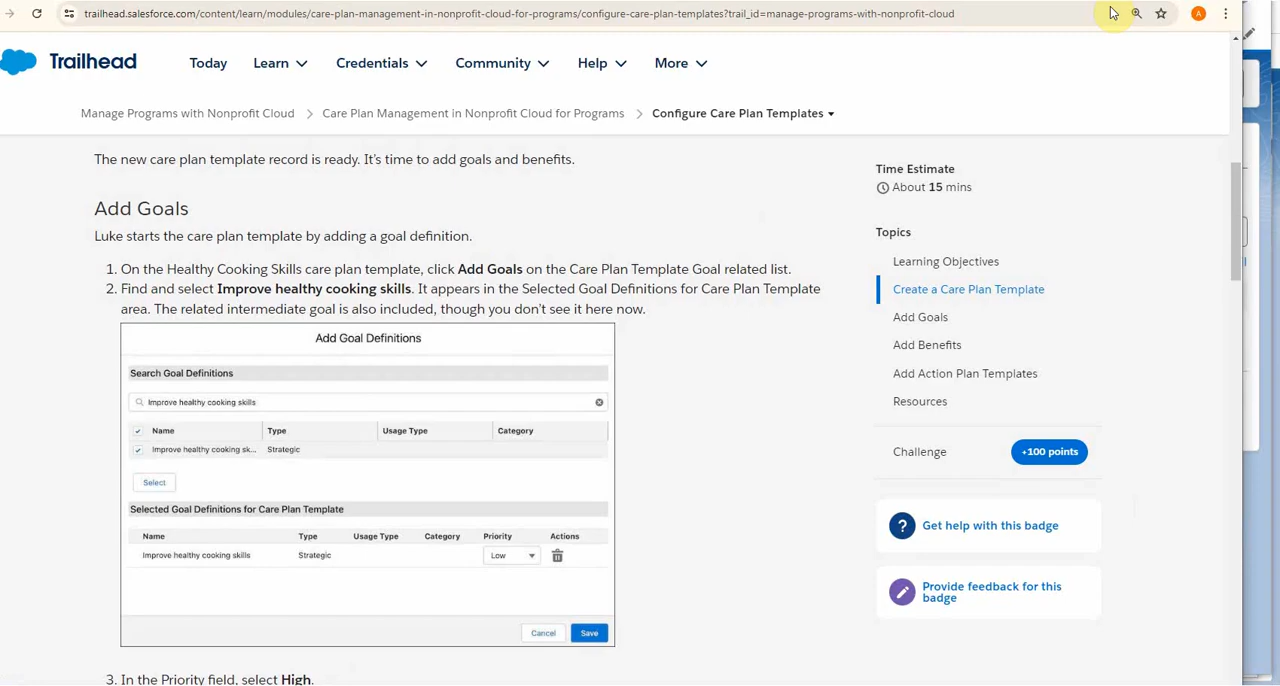 trailhead.salesforce.com/content/learn/modules/care-plan-management-in-nonprofit-cloud-for-programs/configure-care-plan-templates?trail_id=manage-programs-with-nonprofit-cloud
A
Trailhead
Today
Learn
Credentials
Community
Help
More
Manage Programs with Nonprofit Cloud > Care Plan Management in Nonprofit Cloud for Programs > Configure Care Plan Templates
The new care plan template record is ready. It's time to add goals and benefits.
Add Goals
Luke starts the care plan template by adding a goal definition.
1. On the Healthy Cooking Skills care plan template, click Add Goals on the Care Plan Template Goal related list.
2. Find and select Improve healthy cooking skills. It appears in the Selected Goal Definitions for Care Plan Template
area. The related intermediate goal is also included, though you don't see it here now.
Add Goal Definitions
Search Goal Definitions
Improve healthy cooking skills
Name Type Usage Type Category
Improve healthy cooking sk... Strategic
Select
Selected Goal Definitions for Care Plan Template
Name Type Usage Type Category Priority Actions
Improve healthy cooking skills Strategic Low
Cancel Save
3. In the Priority field, select High.
Time Estimate
About 15 mins
Topics
Learning Objectives
Create a Care Plan Template
Add Goals
Add Benefits
Add Action Plan Templates
Resources
Challenge +100 points
? Get help with this badge
Provide feedback for this
badge